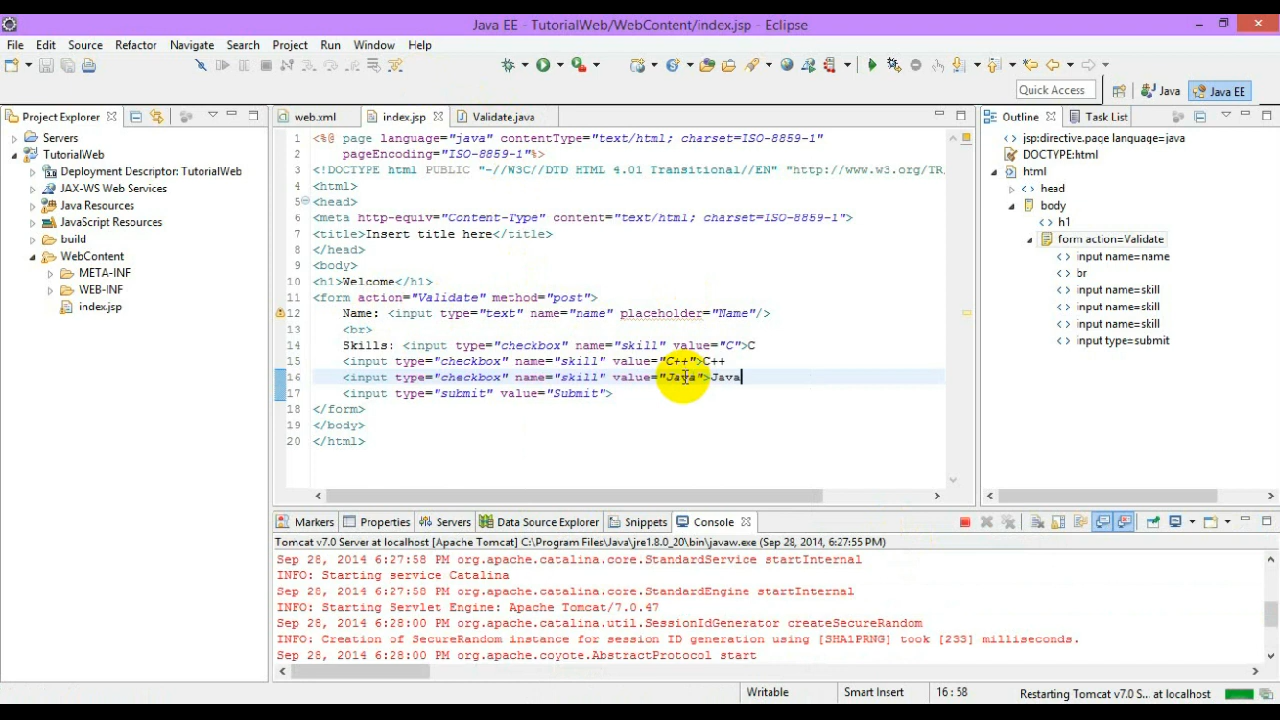 Java EE - TutorialWeb/WebContent/index.jsp - Eclipse
File Edit Source Refactor Navigate Search Project Run Window Help
Quick Access
Java
Java EE
Project Explorer
Servers
TutorialWeb
Deployment Descriptor: TutorialWeb
JAX-WS Web Services
Java Resources
JavaScript Resources
build
WebContent
META-INF
WEB-INF
index.jsp
web.xml index.jsp Validate.java
1 <%@ page language="java" contentType="text/html; charset=ISO-8859-1"
2 pageEncoding="ISO-8859-1"%>
3 <!DOCTYPE html PUBLIC "-//W3C//DTD HTML 4.01 Transitional//EN" "http://www.w3.org/TR,
4 <html>
5 <head>
6 <meta http-equiv="Content-Type" content="text/html; charset=ISO-8859-1">
7 <title>Insert title here</title>
8 </head>
9 <body>
10 <h1>Welcome</h1>
11 <form action="Validate" method="post">
12 Name: <input type="text" name="name" placeholder="Name"/>
13 <br>
14 Skills: <input type="checkbox" name="skill" value="C">C
15 <input type="checkbox" name="skill" value="C++">C++
16 <input type="checkbox" name="skill" value="Java">Java
17 <input type="submit" value="Submit">
18 </form>
19 </body>
20 </html>
Outline Task List
jsp:directive.page language=java
DOCTYPE:html
html
head
body
h1
form action=Validate
input name=name
br
input name=skill
input name=skill
input name=skill
input type=submit
Markers Properties Servers Data Source Explorer Snippets Console
Tomcat v7.0 Server at localhost [Apache Tomcat] C:\Program Files\Java\jre1.8.0_20\bin\javaw.exe (Sep 28, 2014, 6:27:55 PM)
Sep 28, 2014 6:27:58 PM org.apache.catalina.core.StandardService startInternal
INFO: Starting service Catalina
Sep 28, 2014 6:27:58 PM org.apache.catalina.core.StandardEngine startInternal
INFO: Starting Servlet Engine: Apache Tomcat/7.0.47
Sep 28, 2014 6:28:00 PM org.apache.catalina.util.SessionIdGenerator createSecureRandom
INFO: Creation of SecureRandom instance for session ID generation using [SHA1PRNG] took [233] milliseconds.
Sep 28, 2014 6:28:00 PM org.apache.coyote.AbstractProtocol start
Writable Smart Insert 16 : 58 Restarting Tomcat v7.0 S...at localhost